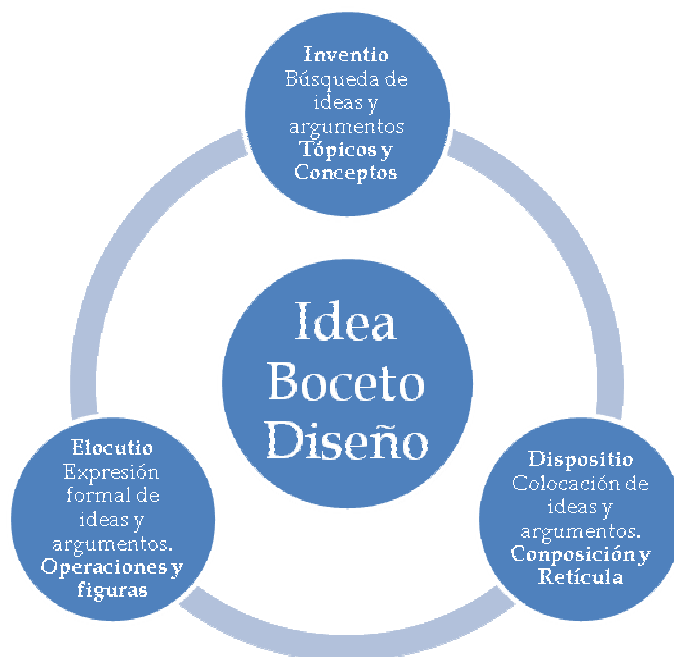 Inventio
Búsqueda de
ideas y
argumentos
Tópicos y
Conceptos
Idea
Boceto
Diseño
Elocutio
Expresión
formal de
ideas y
argumentos.
Operaciones y
figuras
Dispositio
Colocación de
ideas y
argumentos.
Conposición y
Retícula